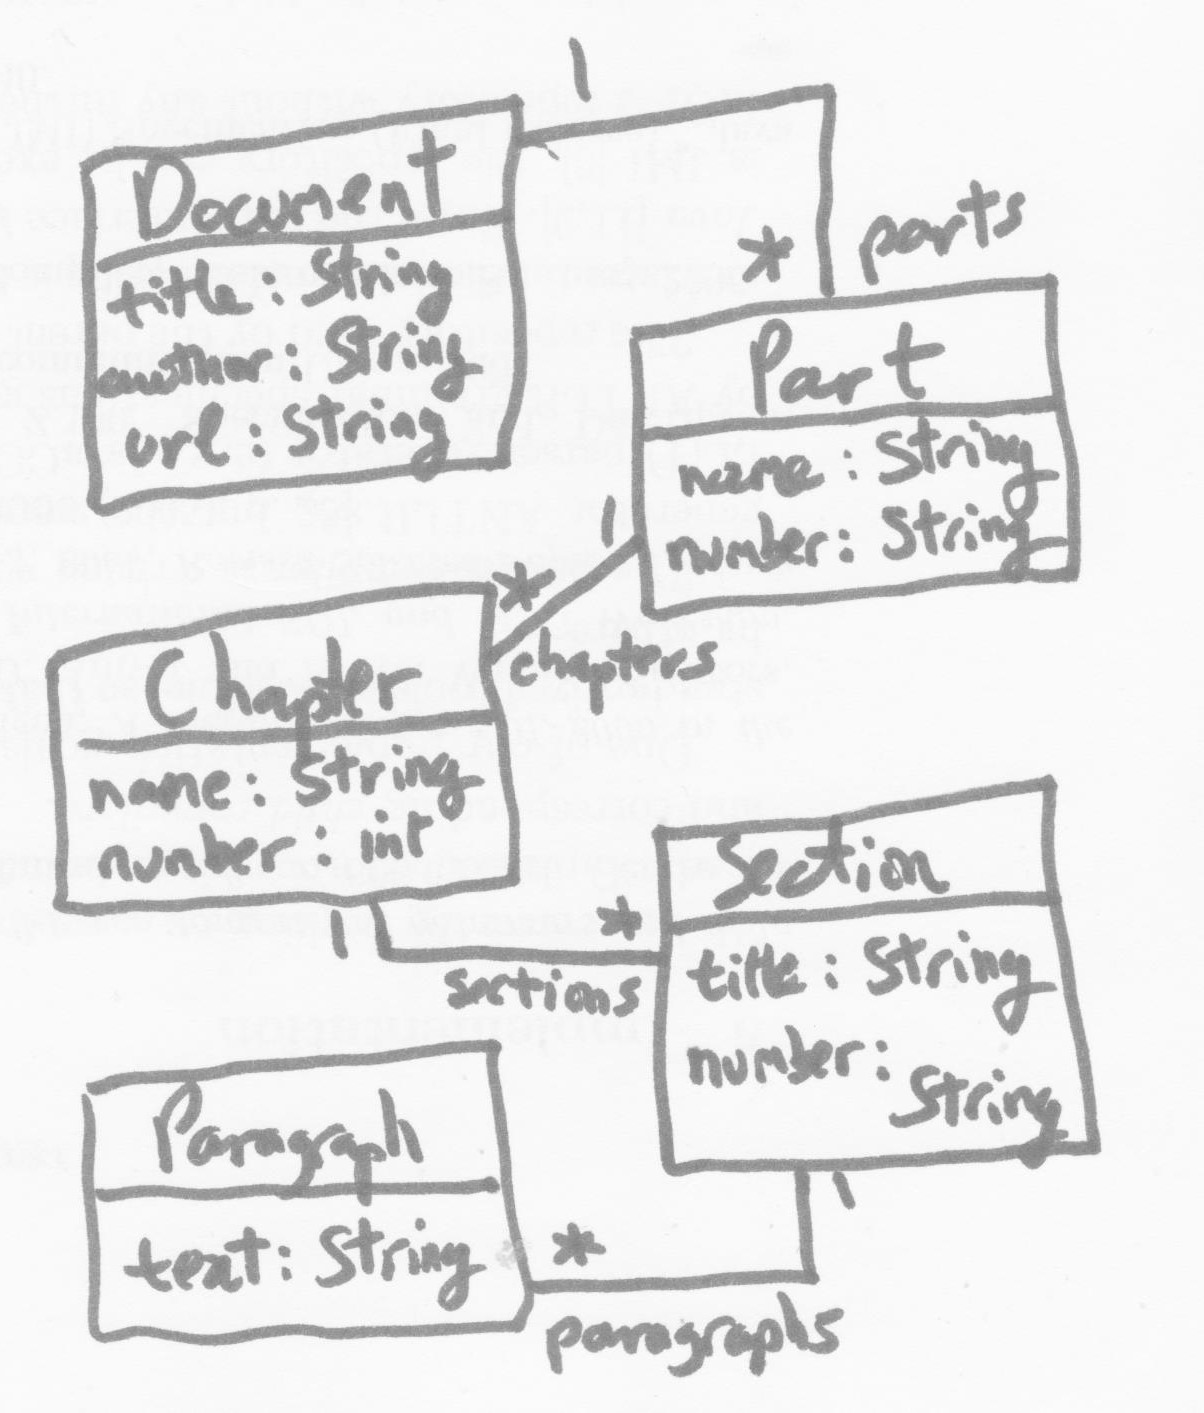 1
Document
title: String
author: String
url: String
* parts
Part
name: String
number: String
1
*
chapters
Chapter
name: String
number: int
1
*
sections
Section
title: String
number:
String
1
Paragraph
text: String
*
paragraphs